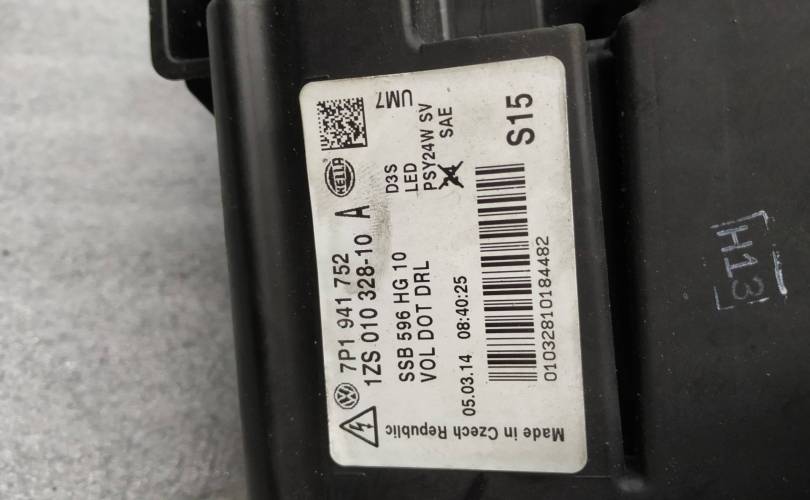 7P1 941 752
1ZS 010 328-10 A
SSB 596 HG 10
VOL DOT DRL
05.03.14 08:40:25
D3S
LED
PSY24W SV
24 SAE
UM7
HELLA
S15
01032810184482
Made in Czech Republic
H13